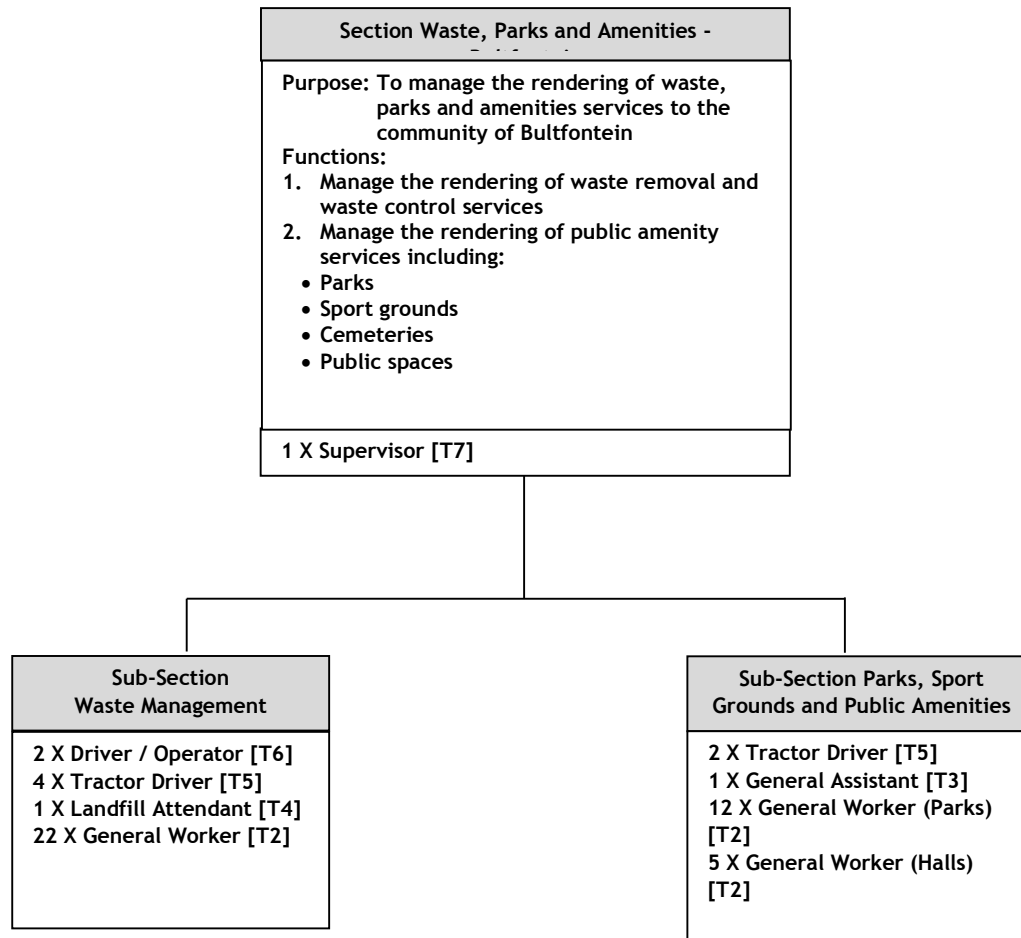 Section Waste, Parks and Amenities -
Purpose: To manage the rendering of waste,
parks and amenities services to the
community of Bultfontein
Functions:
1. Manage the rendering of waste removal and
waste control services
2. Manage the rendering of public amenity
services including:
• Parks
• Sport grounds
• Cemeteries
• Public spaces
1 X Supervisor [T7]
Sub-Section
Waste Management
2 X Driver / Operator [T6]
4 X Tractor Driver [T5]
1 X Landfill Attendant [T4]
22 X General Worker [T2]
Sub-Section Parks, Sport
Grounds and Public Amenities
2 X Tractor Driver [T5]
1 X General Assistant [T3]
12 X General Worker (Parks)
[T2]
5 X General Worker (Halls)
[T2]